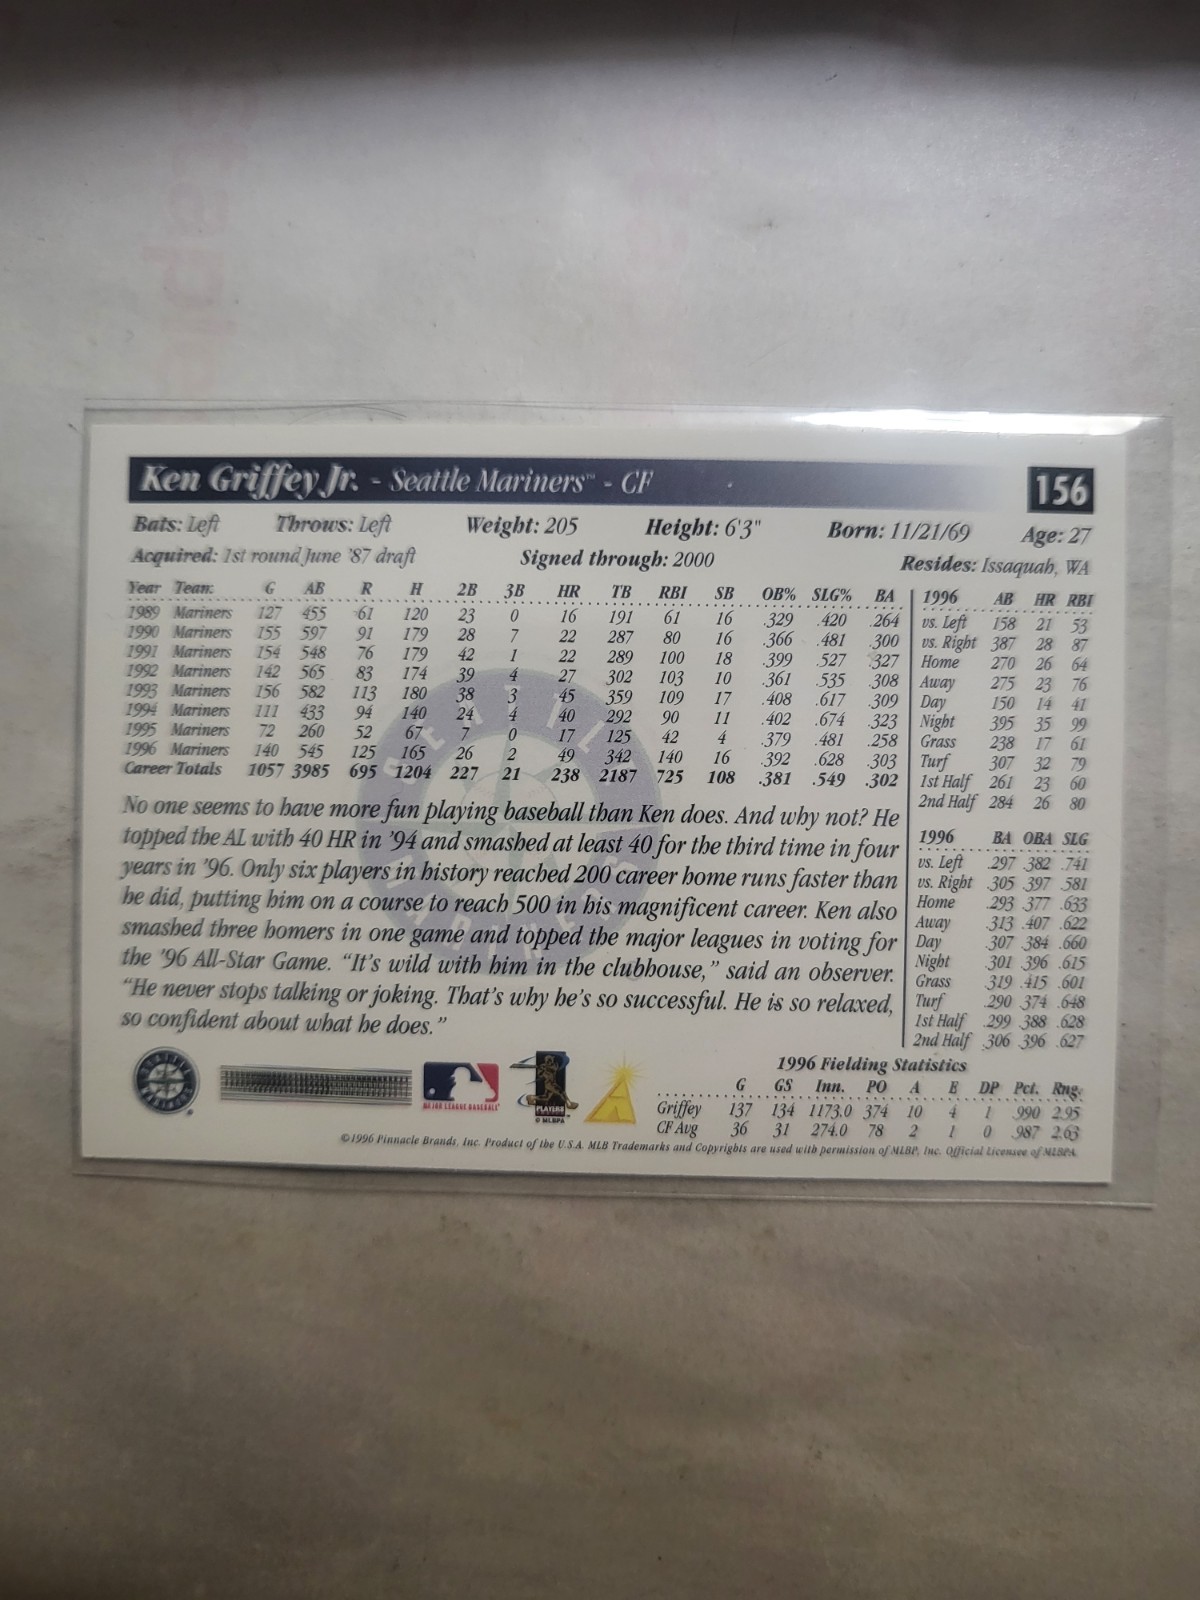 Ken Griffey Jr. - Seattle Mariners™ - CF 156
Bats: Left Throws: Left Weight: 205 Height: 6'3" Born: 11/21/69 Age: 27
Acquired: 1st round June '87 draft Signed through: 2000 Resides: Issaquah, WA
Year Team: G AB R H 2B 3B HR TB RBI SB OB% SLG% BA
1989 Mariners 127 455 61 120 23 0 16 191 61 16 .329 .420 .264
1990 Mariners 155 597 91 179 28 7 22 287 80 16 .366 .481 .300
1991 Mariners 154 548 76 179 42 1 22 289 100 18 .399 .527 .327
1992 Mariners 142 565 83 174 39 4 27 302 103 10 .361 .535 .308
1993 Mariners 156 582 113 180 38 3 45 359 109 17 .408 .617 .309
1994 Mariners 111 433 94 140 24 4 40 292 90 11 .402 .674 .323
1995 Mariners 72 260 52 67 7 0 17 125 42 4 .379 .481 .258
1996 Mariners 140 545 125 165 26 2 49 342 140 16 .392 .628 .303
Career Totals 1057 3985 695 1204 227 21 238 2187 725 108 .381 .549 .302
No one seems to have more fun playing baseball than Ken does. And why not? He
topped the AL with 40 HR in '94 and smashed at least 40 for the third time in four
years in '96. Only six players in history reached 200 career home runs faster than
he did, putting him on a course to reach 500 in his magnificent career. Ken also
smashed three homers in one game and topped the major leagues in voting for
the '96 All-Star Game. "It's wild with him in the clubhouse," said an observer.
"He never stops talking or joking. That's why he's so successful. He is so relaxed,
so confident about what he does."
1996 AB HR RBI
vs. Left 158 21 53
vs. Right 387 28 87
Home 270 26 64
Away 275 23 76
Day 150 14 41
Night 395 35 99
Grass 238 17 61
Turf 307 32 79
1st Half 261 23 60
2nd Half 284 26 80
1996 BA OBA SLG
vs. Left .297 .382 .741
vs. Right .305 .397 .581
Home .293 .377 .633
Away .313 .407 .622
Day .307 .384 .660
Night .301 .396 .615
Grass .319 .415 .601
Turf .290 .374 .648
1st Half .299 .388 .628
2nd Half .306 .396 .627
1996 Fielding Statistics
G GS Inn. PO A E DP Pct. Rng.
Griffey 137 134 1173.0 374 10 4 1 .990 2.95
CF Avg 36 31 274.0 78 2 1 0 .987 2.63
MAJOR LEAGUE BASEBALL
PLAYERS
© MLBPA
©1996 Pinnacle Brands, Inc. Product of the U.S.A. MLB Trademarks and Copyrights are used with permission of MLBP, Inc. Official Licensee of MLBPA.